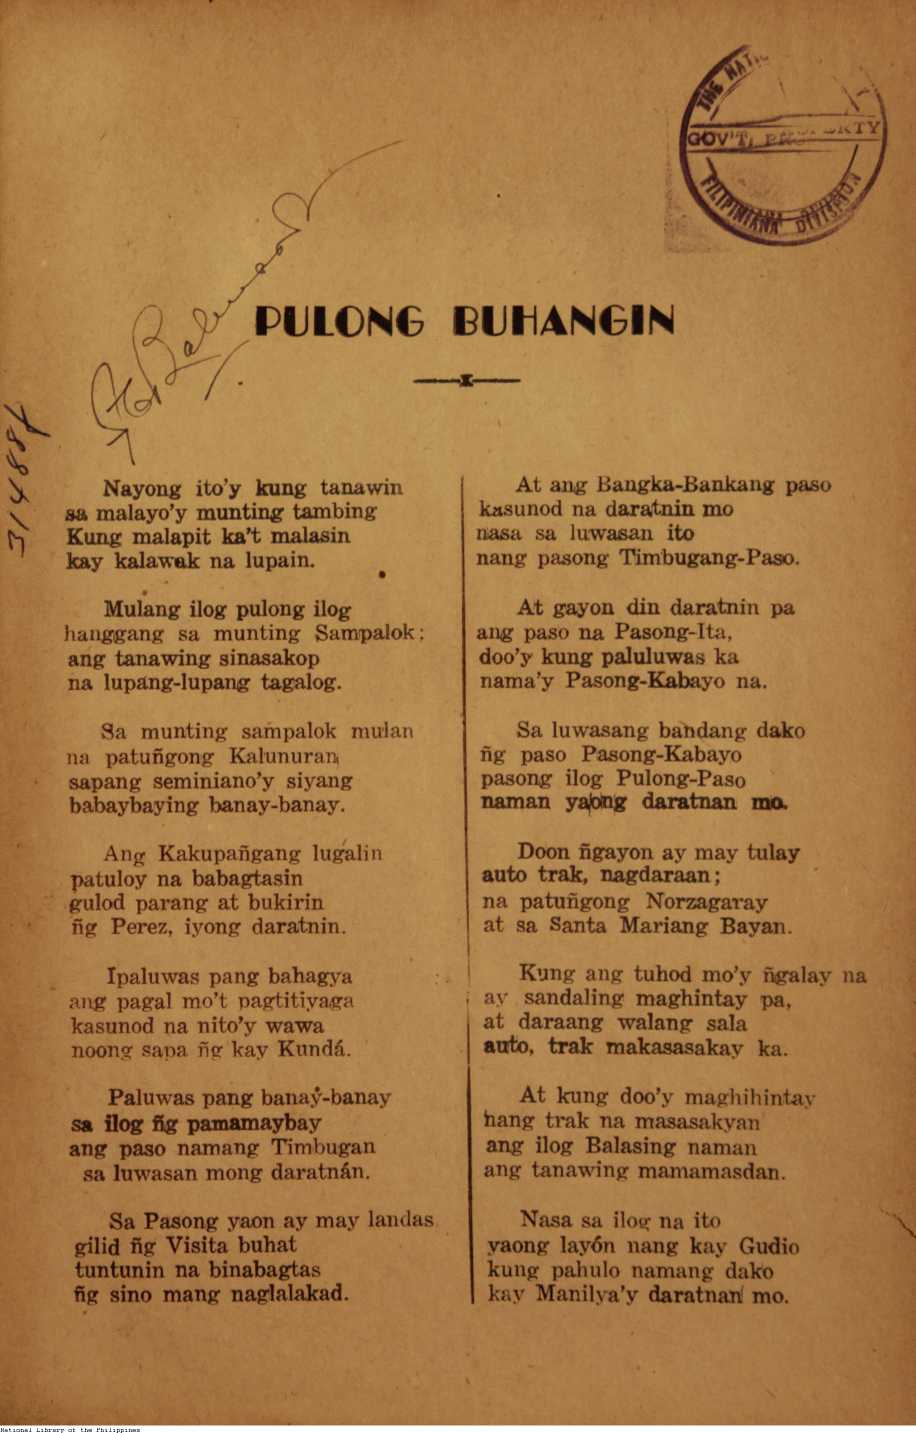 THE NATI
GOV'T. PROPERTY
FILIPINIANA DIVISION
PULONG BUHANGIN
314884
Nayong ito'y kung tanawin
sa malayo'y munting tambing
Kung malapit ka't malasin
kay kalawak na lupain.
Mulang ilog pulong ilog
hanggang sa munting Sampalok;
ang tanawing sinasakop
na lupang-lupang tagalog.
Sa munting sampalok mulan
na patuñgong Kalunuran
sapang seminiano'y siyang
babaybaying banay-banay.
Ang Kakupañgang lugalin
patuloy na babagtasin
gulod parang at bukirin
ñg Perez, iyong daratnin.
Ipaluwas pang bahagya
ang pagal mo't pagtitiyaga
kasunod na nito'y wawa
noong sapa ñg kay Kundá.
Paluwas pang banay-banay
sa ilog ñg pamamaybay
ang paso namang Timbugan
sa luwasan mong daratnán.
Sa Pasong yaon ay may landas
gilid ñg Visita buhat
tuntunin na binabagtas
ñg sino mang naglalakad.
At ang Bangka-Bankang paso
kasunod na daratnin mo
nasa sa luwasan ito
nang pasong Timbugang-Paso.
At gayon din daratnin pa
ang paso na Pasong-Ita,
doo'y kung paluluwas ka
nama'y Pasong-Kabayo na.
Sa luwasang bandang dako
ñg paso Pasong-Kabayo
pasong ilog Pulong-Paso
naman yaong daratnan mo.
Doon ñgayon ay may tulay
auto trak, nagdaraan;
na patuñgong Norzagaray
at sa Santa Mariang Bayan.
Kung ang tuhod mo'y ñgalay na
ay sandaling maghintay pa,
at daraang walang sala
auto, trak makasasakay ka.
At kung doo'y maghihintay
nang trak na masasakyan
ang ilog Balasing naman
ang tanawing mamamasdan.
Nasa sa ilog na ito
yaong layón nang kay Gudio
kung pahulo namang dako
kay Manilya'y daratnan mo.
National Library of the Philippines